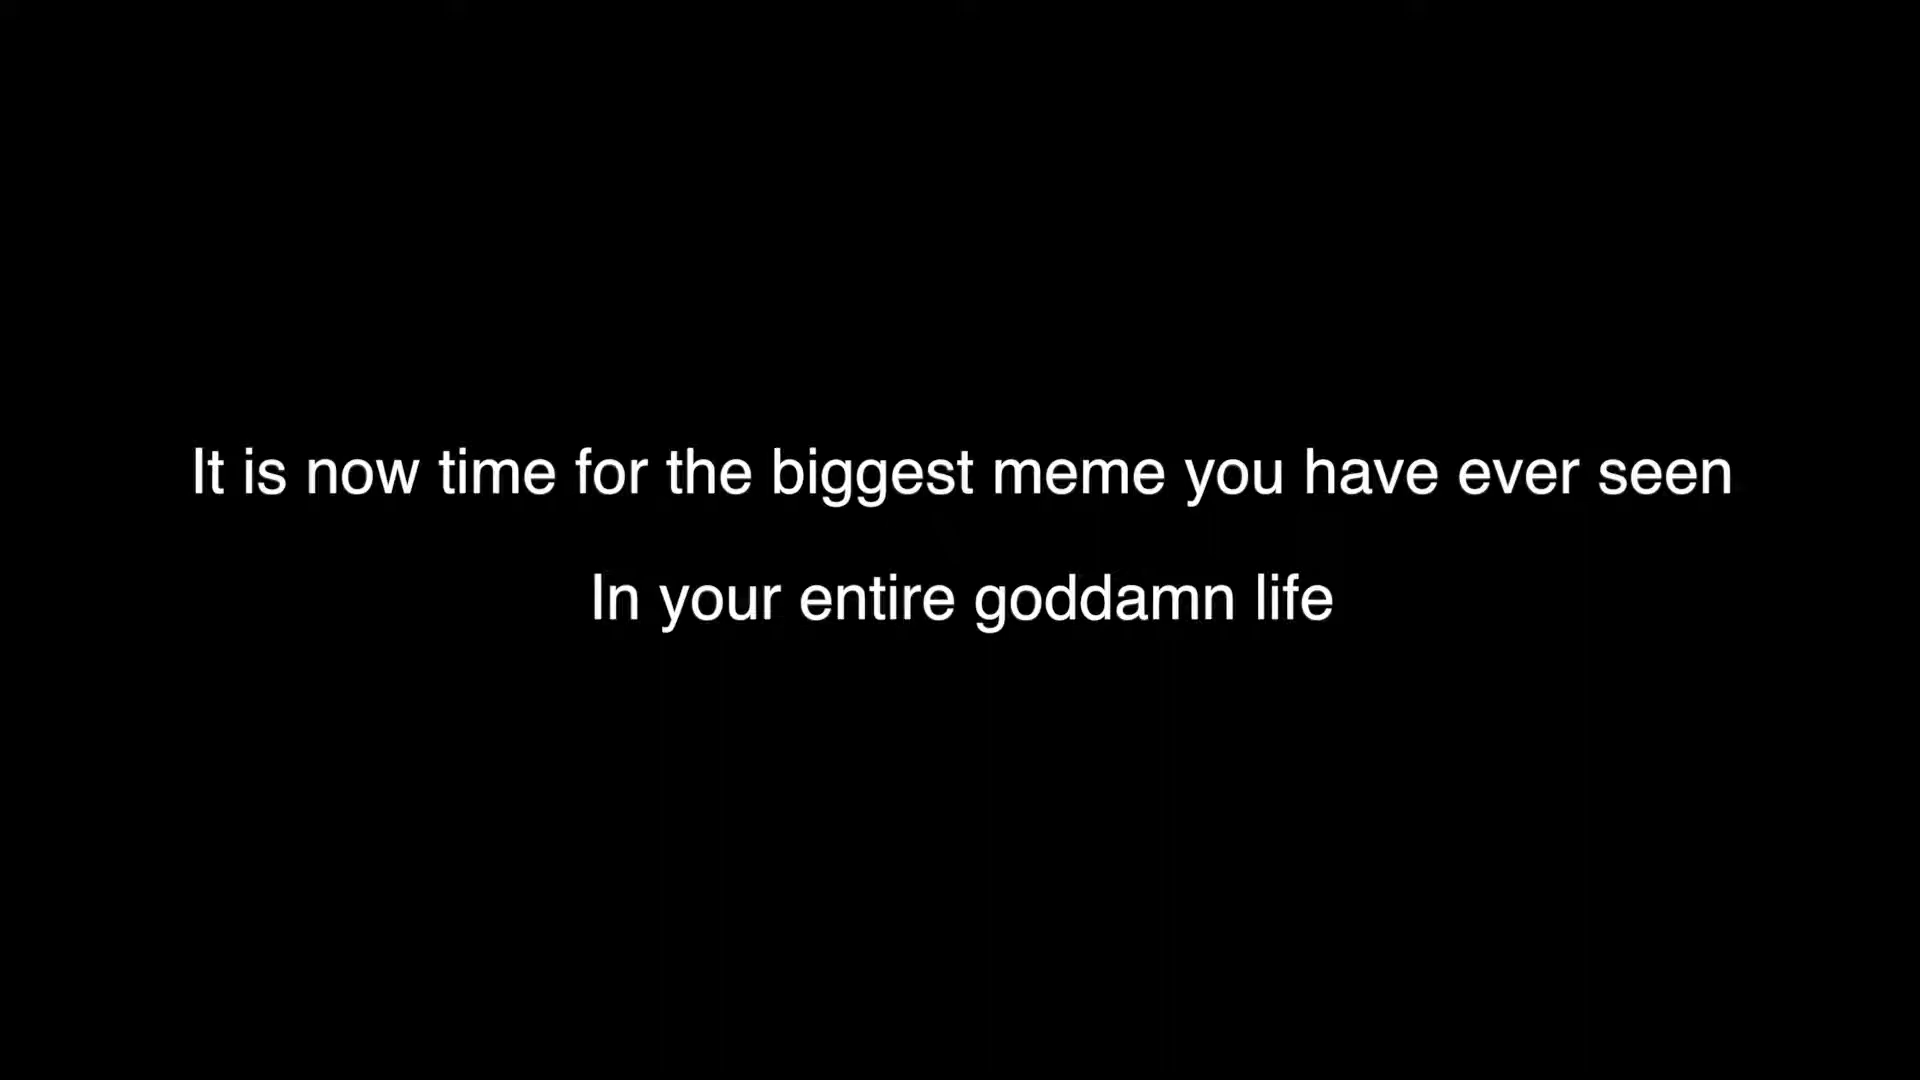 It is now time for the biggest meme you have ever seen
In your entire goddamn life